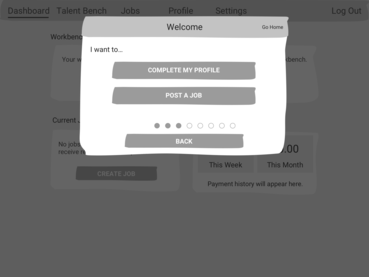 Dashboard Talent Bench Jobs Profile Settings Log Out
Welcome
Go Home
I want to...
COMPLETE MY PROFILE
POST A JOB
BACK
Workbenc
Your w
bench
Current
No jobs
receive r
CREATE JOB
.00
This Week This Month
Payment history will appear here.